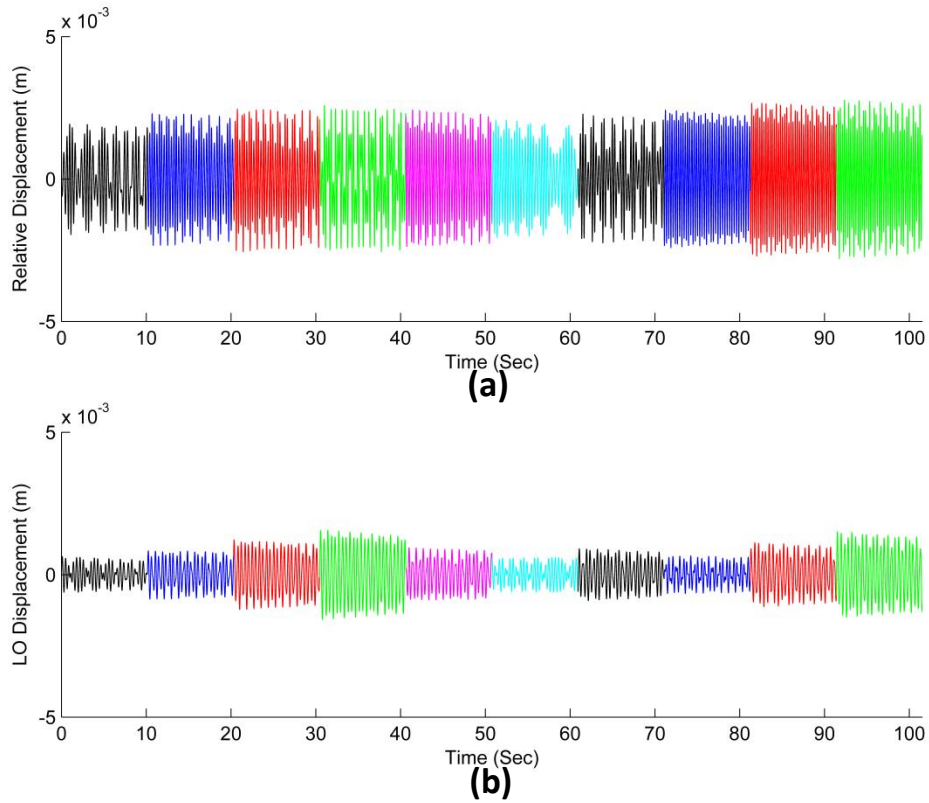 x 10-3
5
0
-5
Relative Displacement (m)
0 10 20 30 40 50 60 70 80 90 100
Time (Sec)
(a)
x 10-3
5
0
-5
LO Displacement (m)
0 10 20 30 40 50 60 70 80 90 100
Time (Sec)
(b)